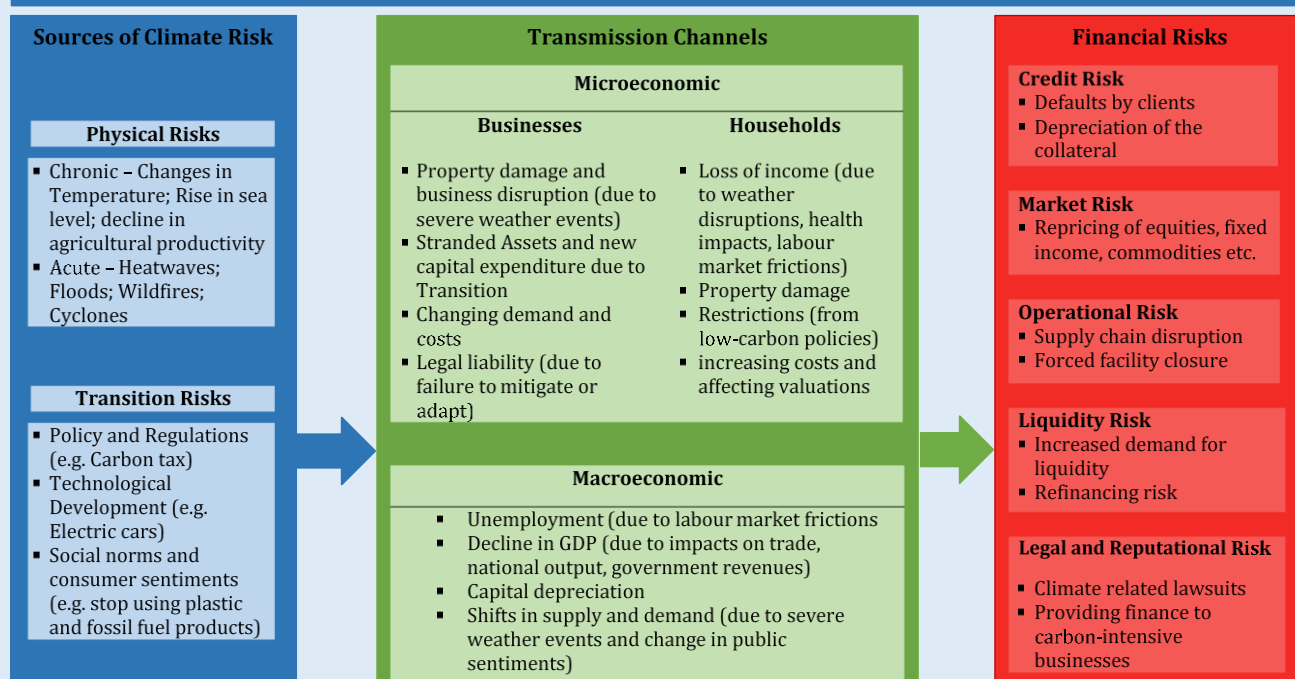 Sources of Climate Risk
Physical Risks
▪ Chronic – Changes in
Temperature; Rise in sea
level; decline in
agricultural productivity
▪ Acute – Heatwaves;
Floods; Wildfires;
Cyclones
Transition Risks
▪ Policy and Regulations
(e.g. Carbon tax)
▪ Technological
Development (e.g.
Electric cars)
▪ Social norms and
consumer sentiments
(e.g. stop using plastic
and fossil fuel products)
Transmission Channels
Microeconomic
Businesses
▪ Property damage and
business disruption (due to
severe weather events)
▪ Stranded Assets and new
capital expenditure due to
Transition
▪ Changing demand and
costs
▪ Legal liability (due to
failure to mitigate or
adapt)
Households
▪ Loss of income (due
to weather
disruptions, health
impacts, labour
market frictions)
▪ Property damage
▪ Restrictions (from
low-carbon policies)
▪ increasing costs and
affecting valuations
Macroeconomic
▪ Unemployment (due to labour market frictions
▪ Decline in GDP (due to impacts on trade,
national output, government revenues)
▪ Capital depreciation
▪ Shifts in supply and demand (due to severe
weather events and change in public
sentiments)
Financial Risks
Credit Risk
▪ Defaults by clients
▪ Depreciation of the
collateral
Market Risk
▪ Repricing of equities, fixed
income, commodities etc.
Operational Risk
▪ Supply chain disruption
▪ Forced facility closure
Liquidity Risk
▪ Increased demand for
liquidity
▪ Refinancing risk
Legal and Reputational Risk
▪ Climate related lawsuits
▪ Providing finance to
carbon-intensive
businesses